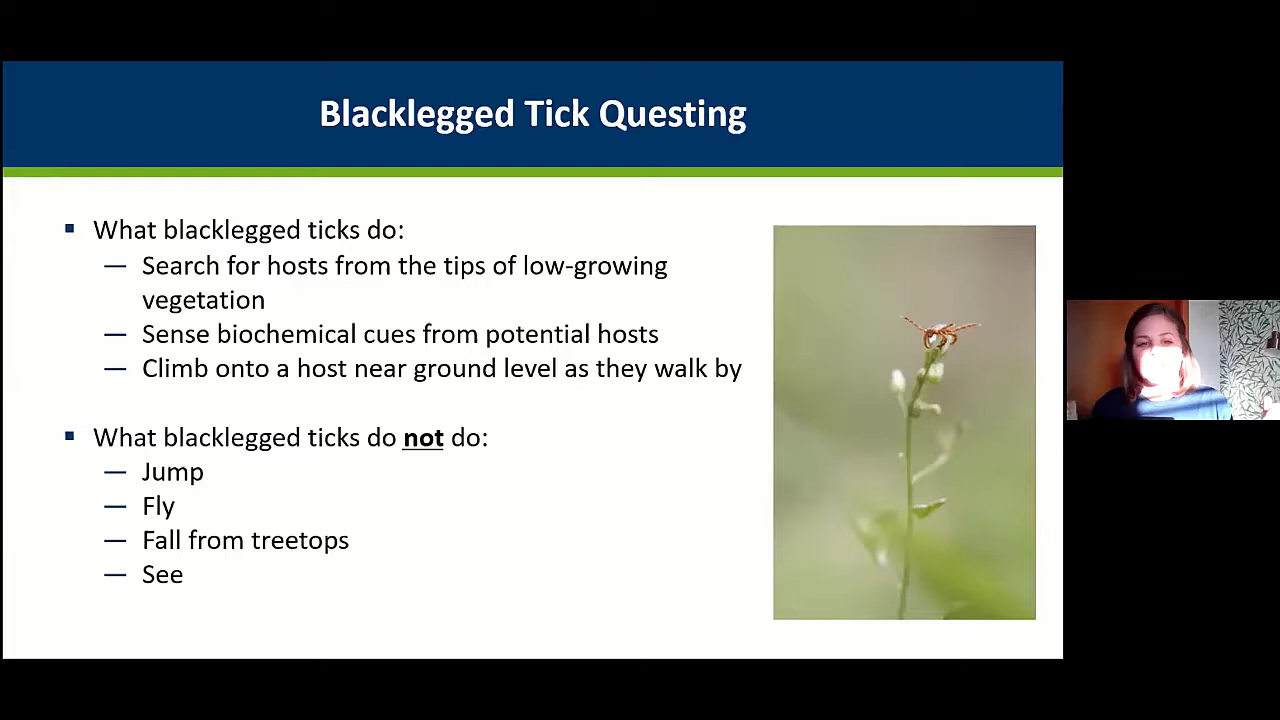 Blacklegged Tick Questing
▪ What blacklegged ticks do:
— Search for hosts from the tips of low-growing
vegetation
— Sense biochemical cues from potential hosts
— Climb onto a host near ground level as they walk by
▪ What blacklegged ticks do not do:
— Jump
— Fly
— Fall from treetops
— See